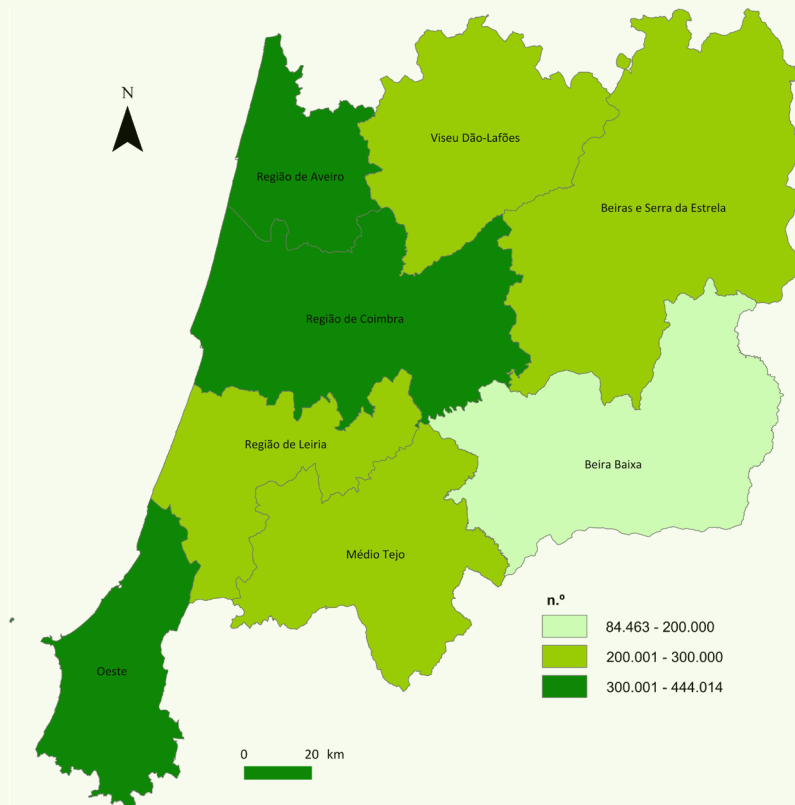 N
Viseu Dão-Lafões
Região de Aveiro
Beiras e Serra da Estrela
Região de Coimbra
Região de Leiria
Beira Baixa
Médio Tejo
Oeste
n.º
84.463 - 200.000
200.001 - 300.000
300.001 - 444.014
0 20 km